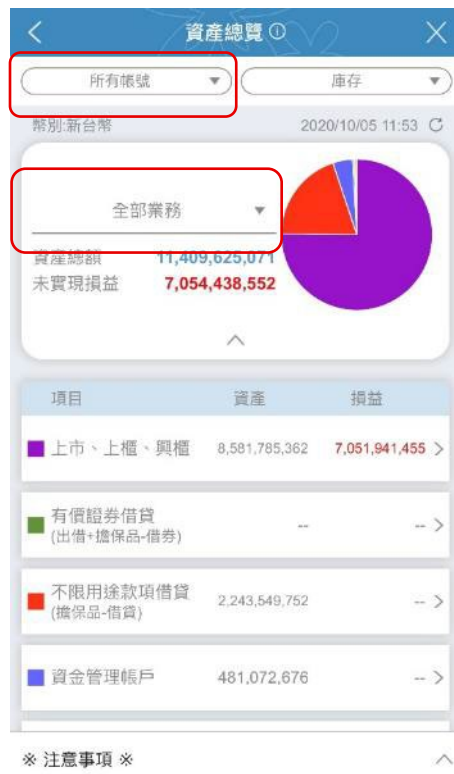 資產總覽
所有帳號 庫存
幣別:新台幣 2020/10/05 11:53
全部業務
資產總額 11,409,625,071
未實現損益 7,054,438,552
項目 資產 損益
上市、上櫃、興櫃 8,581,785,362 7,051,941,455
有價證券借貸
(出借+擔保品-借券) -- --
不限用途款項借貸
(擔保品-借貸) 2,243,549,752 --
資金管理帳戶 481,072,676 --
※ 注意事項 ※